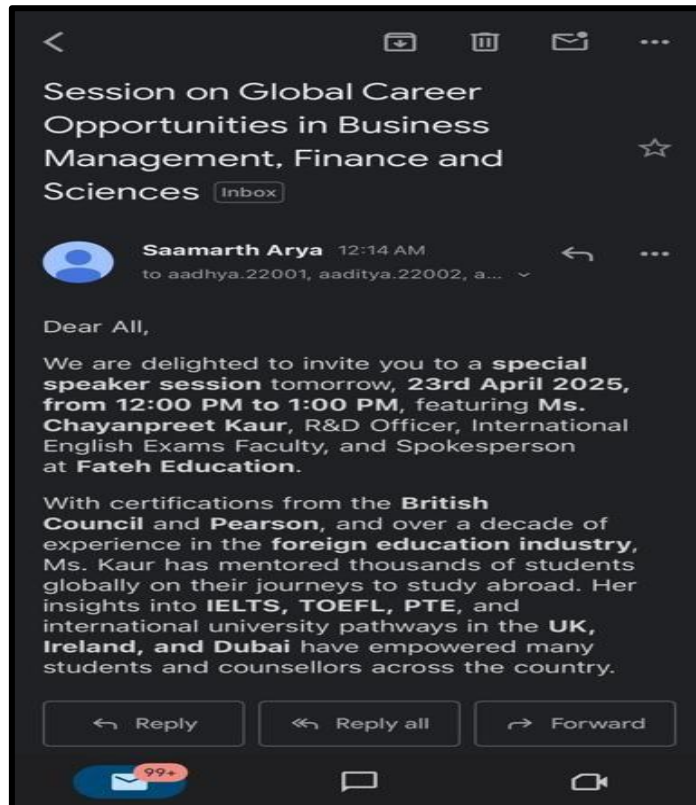 Session on Global Career
Opportunities in Business
Management, Finance and
Sciences Inbox
Saamarth Arya 12:14 AM
to aadhya.22001, aaditya.22002, a...
Dear All,
We are delighted to invite you to a special
speaker session tomorrow, 23rd April 2025,
from 12:00 PM to 1:00 PM, featuring Ms.
Chayanpreet Kaur, R&D Officer, International
English Exams Faculty, and Spokesperson
at Fateh Education.
With certifications from the British
Council and Pearson, and over a decade of
experience in the foreign education industry,
Ms. Kaur has mentored thousands of students
globally on their journeys to study abroad. Her
insights into IELTS, TOEFL, PTE, and
international university pathways in the UK,
Ireland, and Dubai have empowered many
students and counsellors across the country.
Reply Reply all Forward
99+